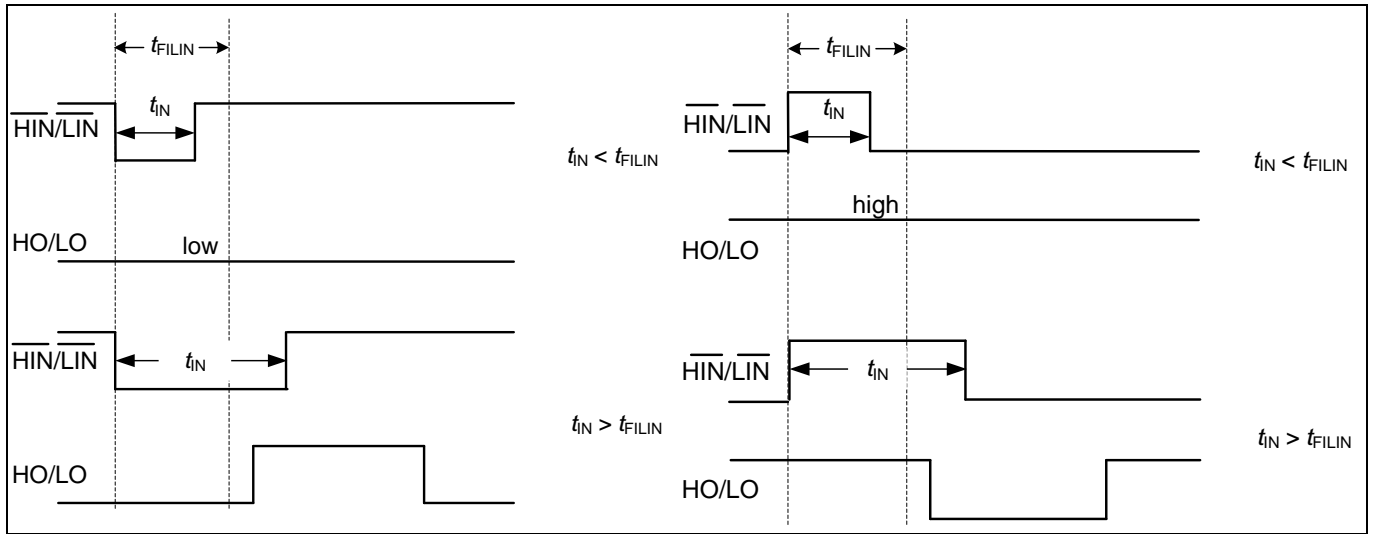 tFILIN
tIN
HIN/LIN
tIN < tFILIN
low
HO/LO
tIN
HIN/LIN
tIN > tFILIN
HO/LO
tFILIN
tIN
HIN/LIN
tIN < tFILIN
high
HO/LO
tIN
HIN/LIN
tIN > tFILIN
HO/LO